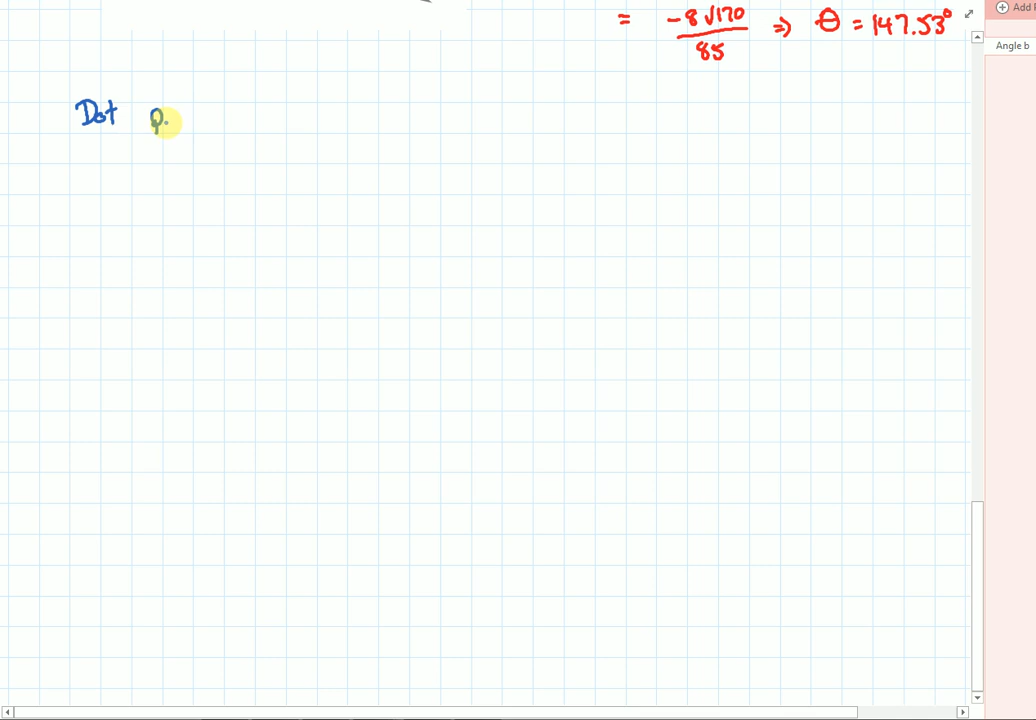 = -8√170 / 85 ⇒ θ = 147.53°
Add
Angle b
Dot p